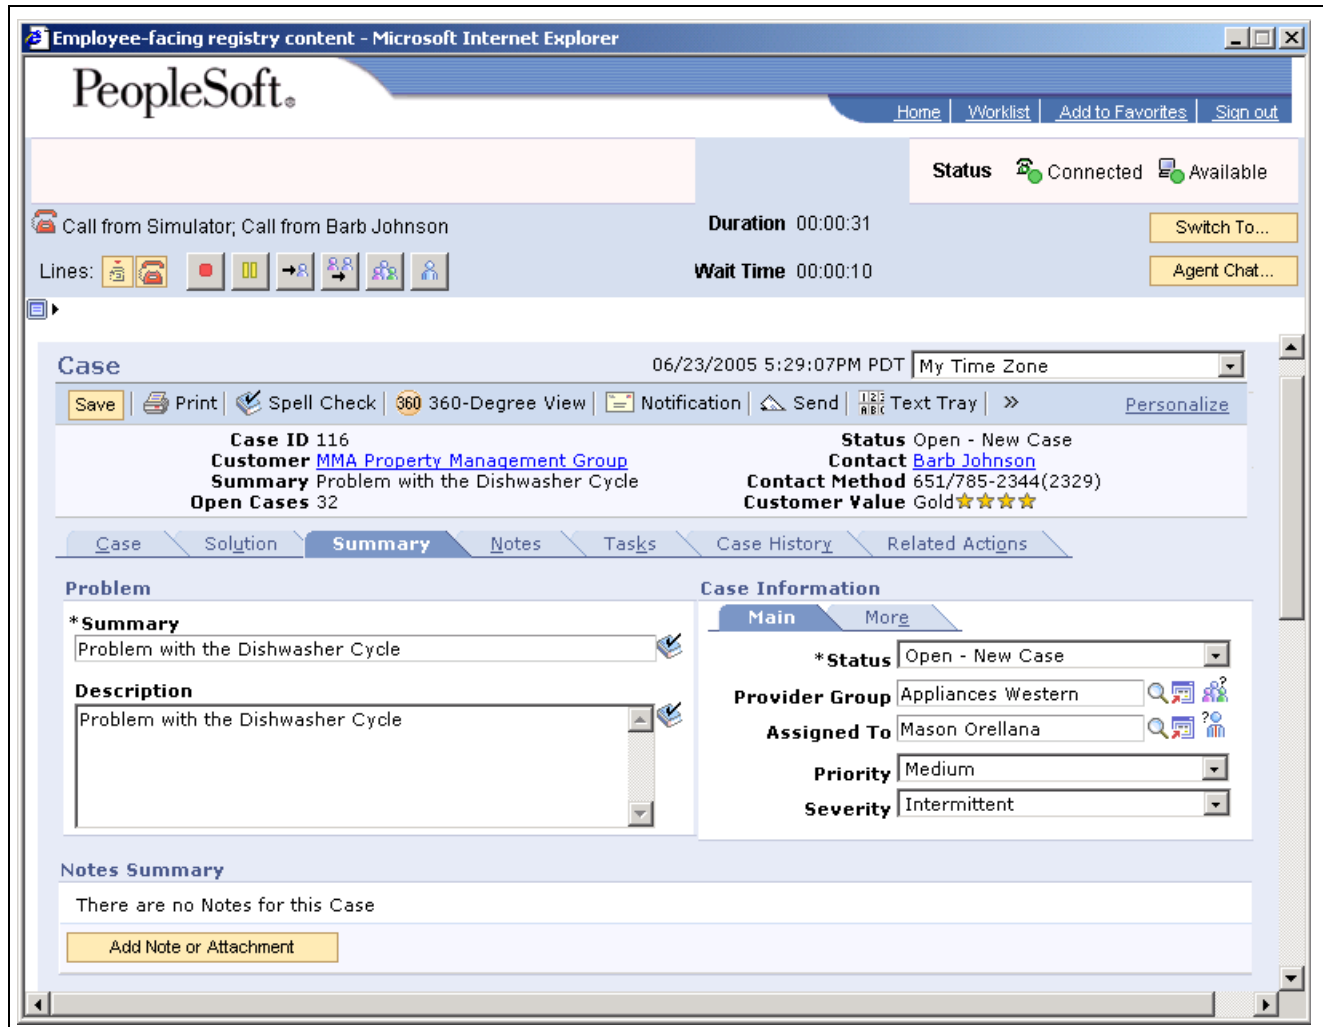 Employee-facing registry content - Microsoft Internet Explorer
PeopleSoft®
Home Worklist Add to Favorites Sign out
Status Connected Available
Call from Simulator; Call from Barb Johnson Duration 00:00:31 Switch To...
Lines: Wait Time 00:00:10 Agent Chat...
Case 06/23/2005 5:29:07PM PDT My Time Zone
Save Print Spell Check 360 360-Degree View Notification Send Text Tray » Personalize
Case ID 116 Status Open - New Case
Customer MMA Property Management Group Contact Barb Johnson
Summary Problem with the Dishwasher Cycle Contact Method 651/785-2344(2329)
Open Cases 32 Customer Value Gold
Case Solution Summary Notes Tasks Case History Related Actions
Problem Case Information
Main More
*Summary
Problem with the Dishwasher Cycle *Status Open - New Case
Description Provider Group Appliances Western
Problem with the Dishwasher Cycle Assigned To Mason Orellana
Priority Medium
Severity Intermittent
Notes Summary
There are no Notes for this Case
Add Note or Attachment